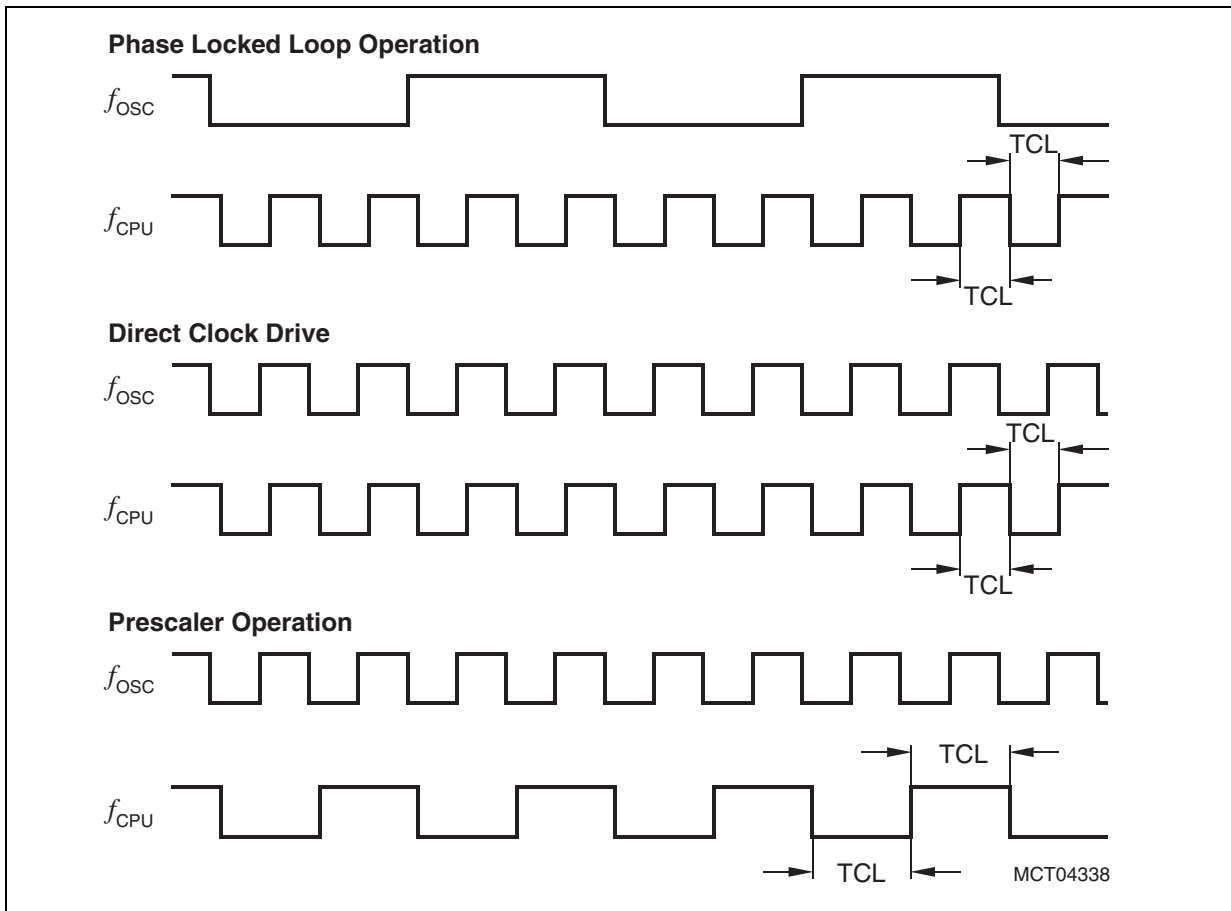 Phase Locked Loop Operation
fOSC
TCL
fCPU
TCL
Direct Clock Drive
fOSC
TCL
fCPU
TCL
Prescaler Operation
fOSC
TCL
fCPU
TCL
MCT04338